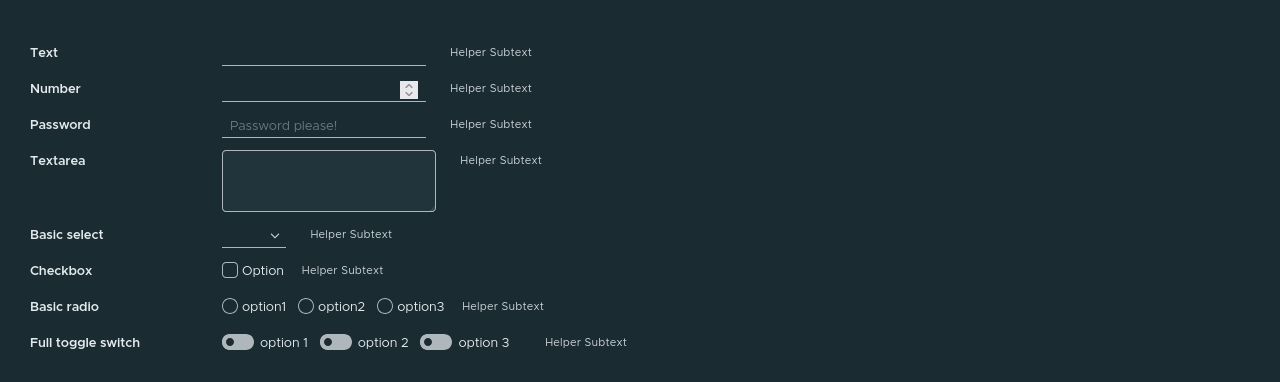 Text Helper Subtext
Number Helper Subtext
Password Password please! Helper Subtext
Textarea Helper Subtext
Basic select Helper Subtext
Checkbox Option Helper Subtext
Basic radio option1 option2 option3 Helper Subtext
Full toggle switch option 1 option 2 option 3 Helper Subtext